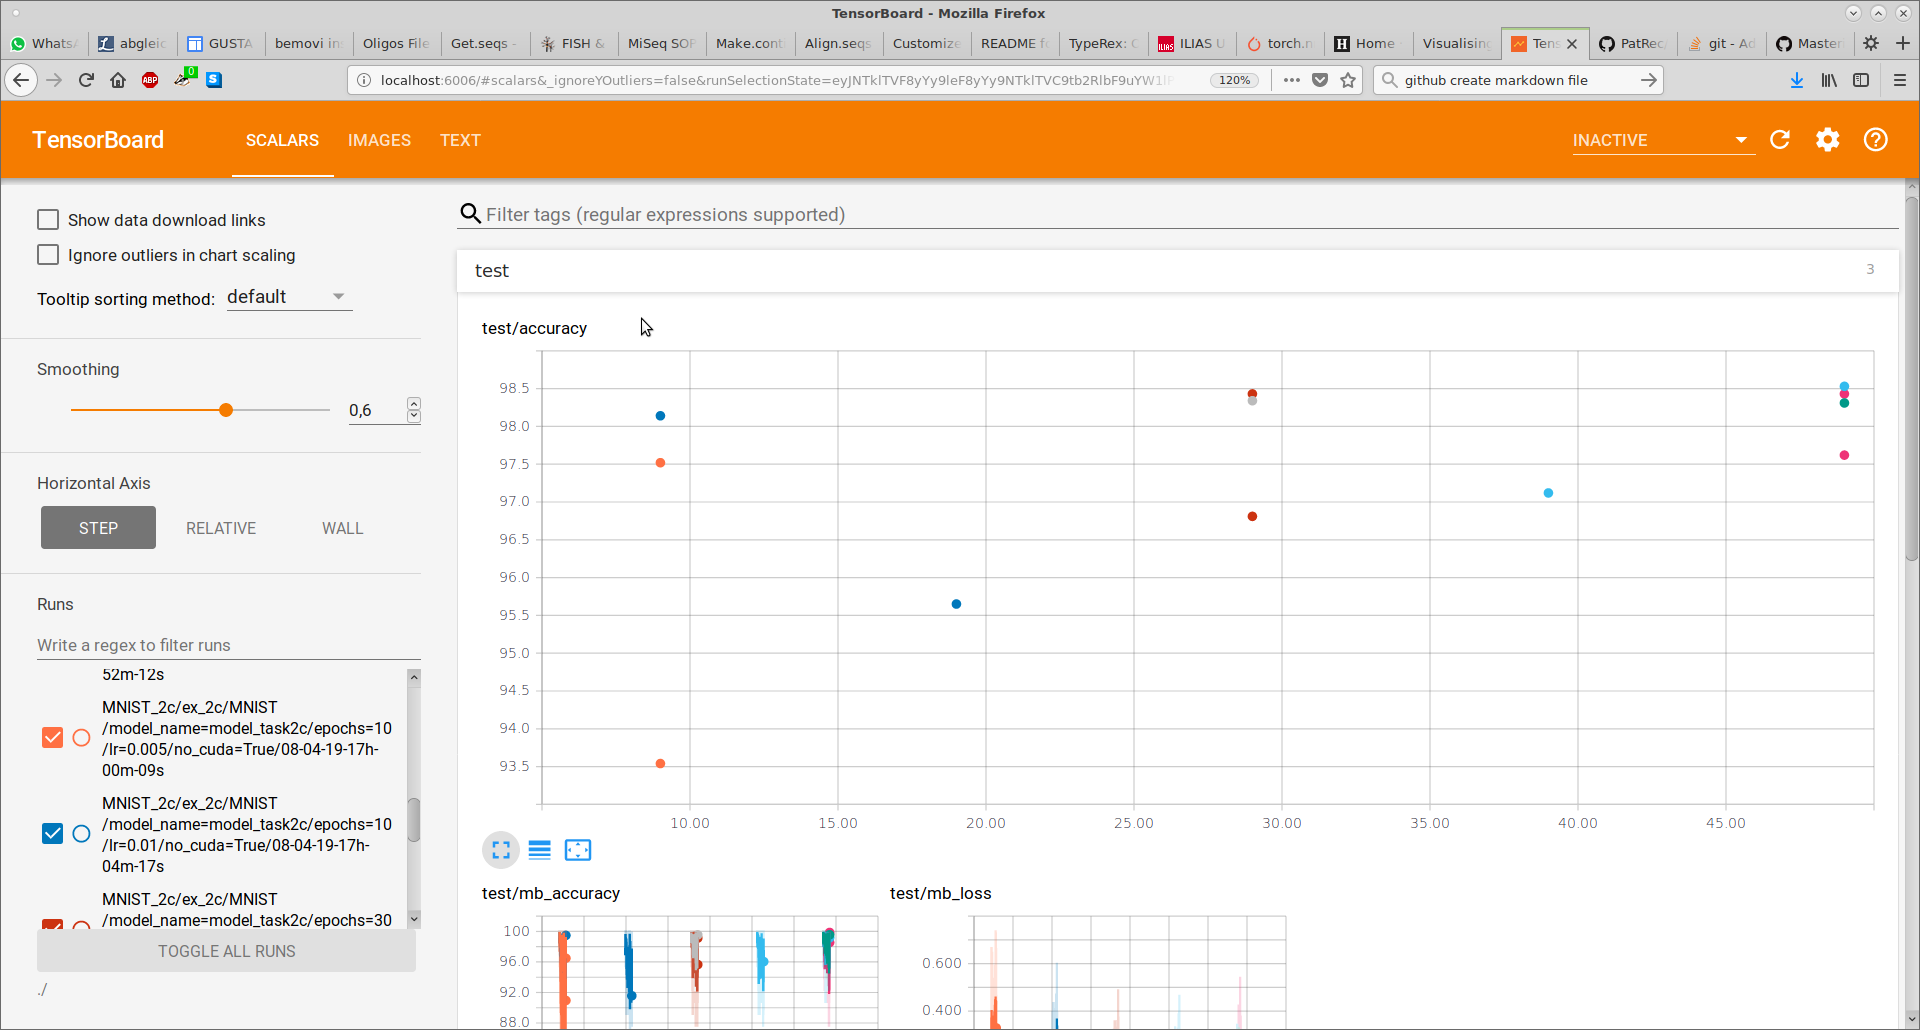 TensorBoard - Mozilla Firefox
Whats
abgleic
GUSTA
bemovi in
Oligos File
Get.seqs -
FISH &
MiSeq SOP
Make.cont
Align.seqs
Customize
README fo
TypeRex: C
ILIAS U
torch.n
Home
Visualising
Tens
PatRec
git - Ad
Master
ABP
0
localhost:6006/#scalars&_ignoreYOutliers=false&runSelectionState=eyJNTklTVF8yYy9leF8yYy9NTklTVC9tb2RlbF9uYW1lP
120%
github create markdown file
TensorBoard
SCALARS
IMAGES
TEXT
INACTIVE
Show data download links
Ignore outliers in chart scaling
Tooltip sorting method: default
Smoothing
0,6
Horizontal Axis
STEP
RELATIVE
WALL
Runs
Write a regex to filter runs
52m-12s
MNIST_2c/ex_2c/MNIST
/model_name=model_task2c/epochs=10
/lr=0.005/no_cuda=True/08-04-19-17h-
00m-09s
MNIST_2c/ex_2c/MNIST
/model_name=model_task2c/epochs=10
/lr=0.01/no_cuda=True/08-04-19-17h-
04m-17s
MNIST_2c/ex_2c/MNIST
/model_name=model_task2c/epochs=30
TOGGLE ALL RUNS
./
Filter tags (regular expressions supported)
test
3
test/accuracy
98.5
98.0
97.5
97.0
96.5
96.0
95.5
95.0
94.5
94.0
93.5
10.00
15.00
20.00
25.00
30.00
35.00
40.00
45.00
test/mb_accuracy
100
96.0
92.0
88.0
test/mb_loss
0.600
0.400